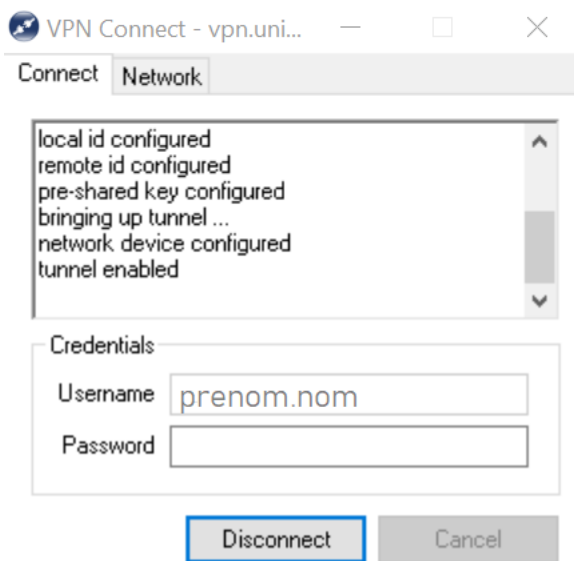 VPN Connect - vpn.uni...
Connect
Network
local id configured
remote id configured
pre-shared key configured
bringing up tunnel ...
network device configured
tunnel enabled
Credentials
Username
prenom.nom
Password
Disconnect
Cancel